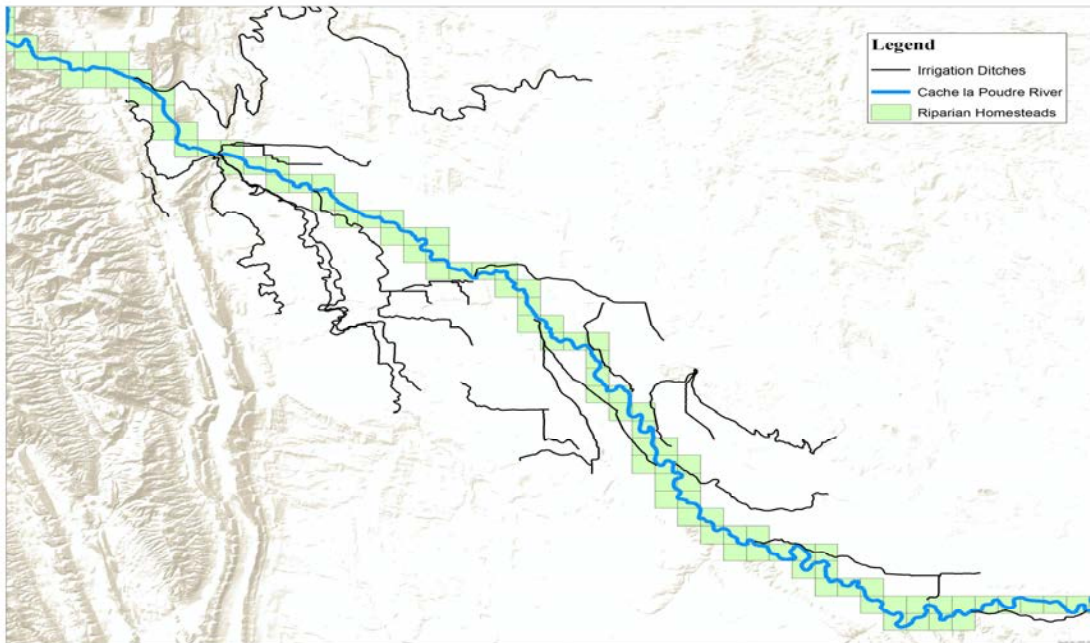 Legend
Irrigation Ditches
Cache la Poudre River
Riparian Homesteads